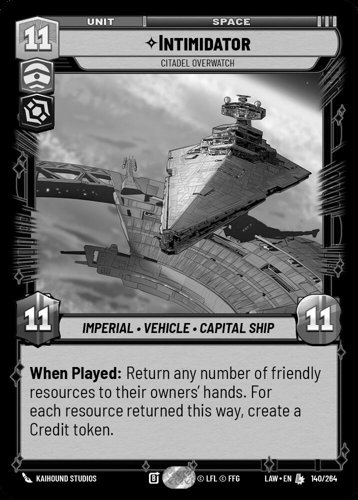 UNIT SPACE
11
✧INTIMIDATOR
CITADEL OVERWATCH
11
IMPERIAL • VEHICLE • CAPITAL SHIP
11
When Played: Return any number of friendly
resources to their owners' hands. For
each resource returned this way, create a
Credit token.
KAIHOUND STUDIOS © LFL © FFG LAW • EN 140/264